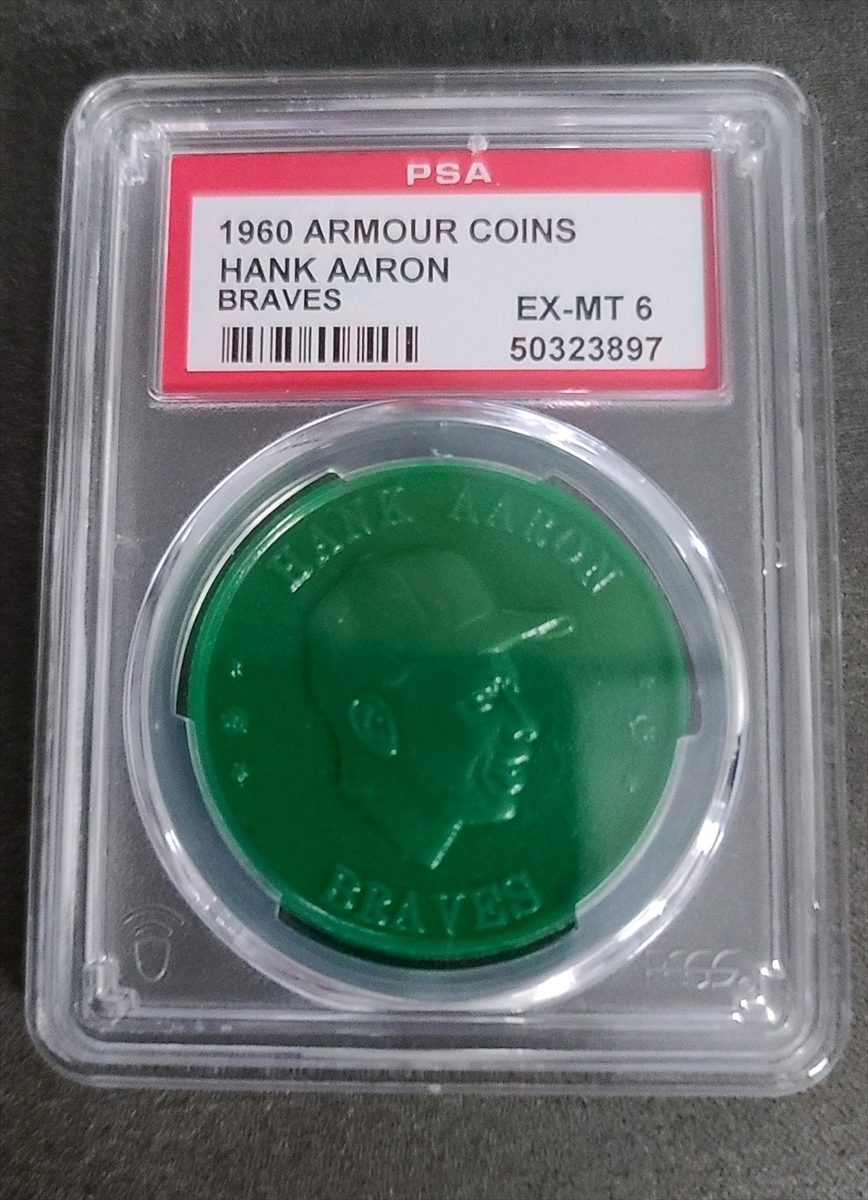 PSA
1960 ARMOUR COINS
HANK AARON
BRAVES
EX-MT 6
50323897
HANK AARON
BRAVES